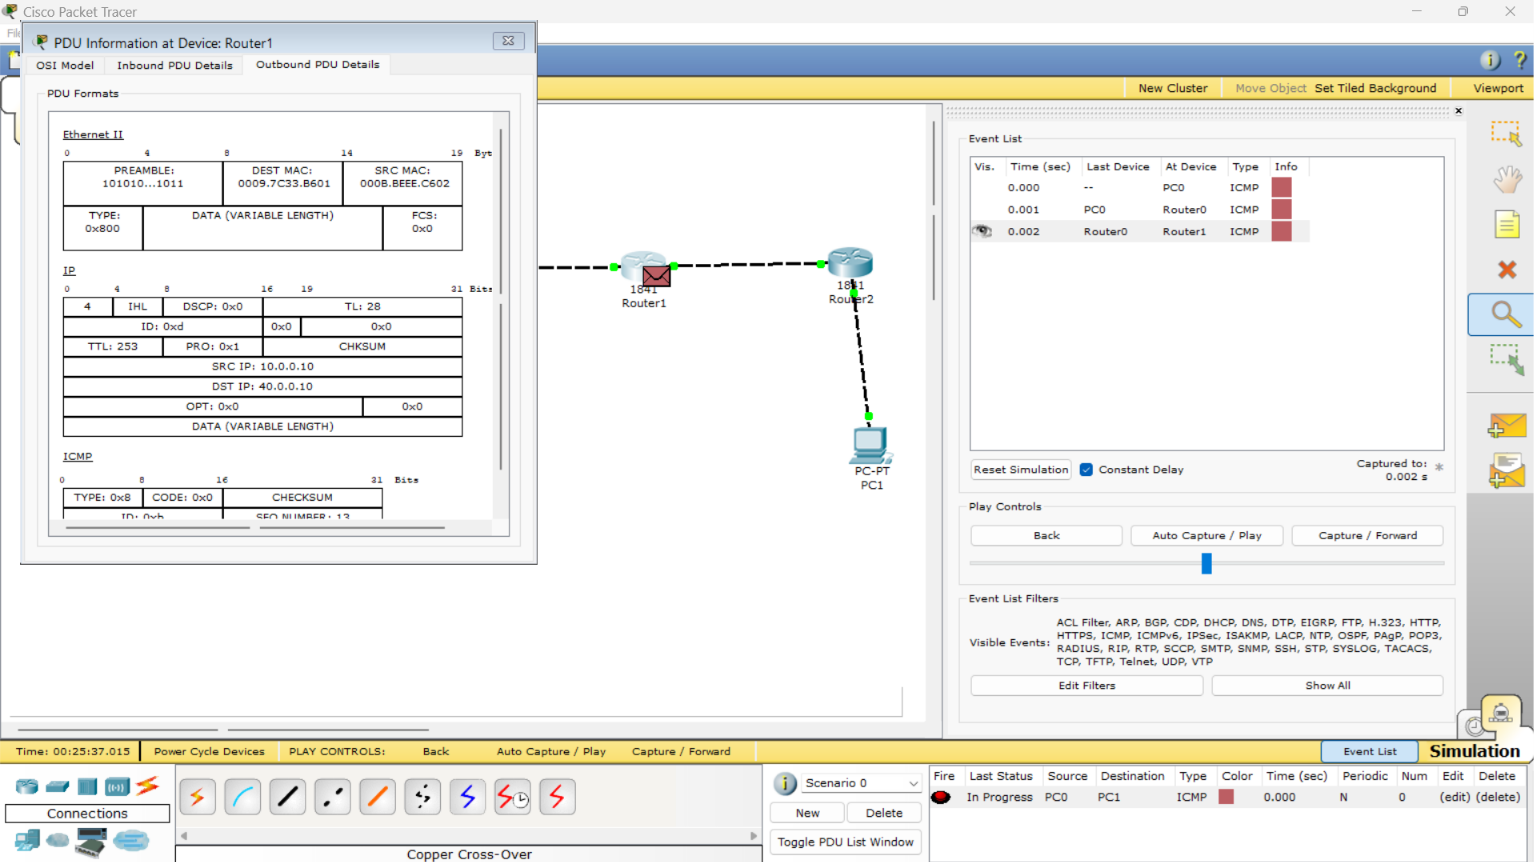 Cisco Packet Tracer
PDU Information at Device: Router1
OSI Model
Inbound PDU Details
Outbound PDU Details
PDU Formats
Ethernet II
0 4 8 14 19 Byt
PREAMBLE: 101010...1011
DEST MAC: 0009.7C33.B601
SRC MAC: 000B.BEEE.C602
TYPE: 0x800
DATA (VARIABLE LENGTH)
FCS: 0x0
IP
0 4 8 16 19 31 Bits
4 IHL DSCP: 0x0 TL: 28
ID: 0xd 0x0 0x0
TTL: 253 PRO: 0x1 CHKSUM
SRC IP: 10.0.0.10
DST IP: 40.0.0.10
OPT: 0x0 0x0
DATA (VARIABLE LENGTH)
ICMP
0 8 16 31 Bits
TYPE: 0x8 CODE: 0x0 CHECKSUM
ID: 0xb SEQ NUMBER: 13
New Cluster
Move Object
Set Tiled Background
Viewport
1841
Router1
1841
Router2
PC-PT
PC1
Event List
Vis. Time (sec) Last Device At Device Type Info
0.000 -- PC0 ICMP
0.001 PC0 Router0 ICMP
0.002 Router0 Router1 ICMP
Reset Simulation
Constant Delay
Captured to: *
0.002 s
Play Controls
Back
Auto Capture / Play
Capture / Forward
Event List Filters
Visible Events:
ACL Filter, ARP, BGP, CDP, DHCP, DNS, DTP, EIGRP, FTP, H.323, HTTP,
HTTPS, ICMP, ICMPv6, IPSec, ISAKMP, LACP, NTP, OSPF, PAgP, POP3,
RADIUS, RIP, RTP, SCCP, SMTP, SNMP, SSH, STP, SYSLOG, TACACS,
TCP, TFTP, Telnet, UDP, VTP
Edit Filters
Show All
Time: 00:25:37.015
Power Cycle Devices
PLAY CONTROLS:
Back
Auto Capture / Play
Capture / Forward
Event List
Simulation
Connections
Copper Cross-Over
Scenario 0
New
Delete
Toggle PDU List Window
Fire Last Status Source Destination Type Color Time (sec) Periodic Num Edit Delete
In Progress PC0 PC1 ICMP 0.000 N 0 (edit) (delete)